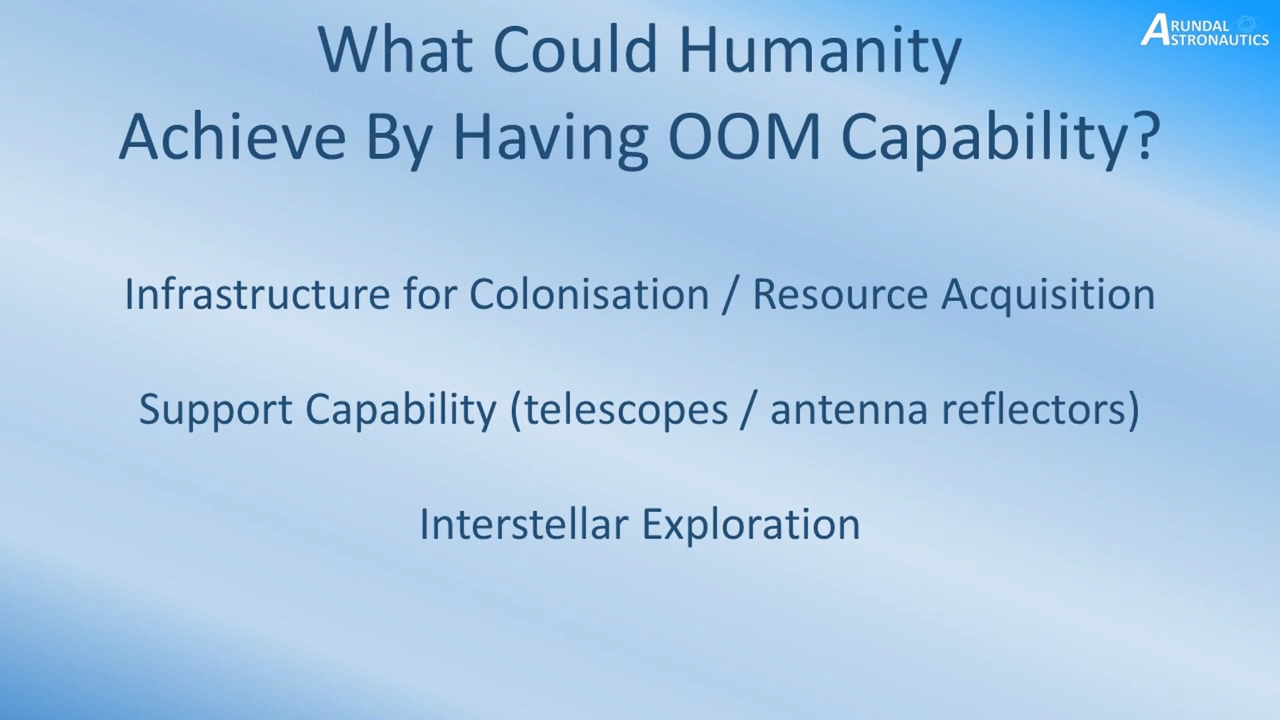 What Could Humanity
Achieve By Having OOM Capability?
ARUNDAL
ASTRONAUTICS
Infrastructure for Colonisation / Resource Acquisition
Support Capability (telescopes / antenna reflectors)
Interstellar Exploration